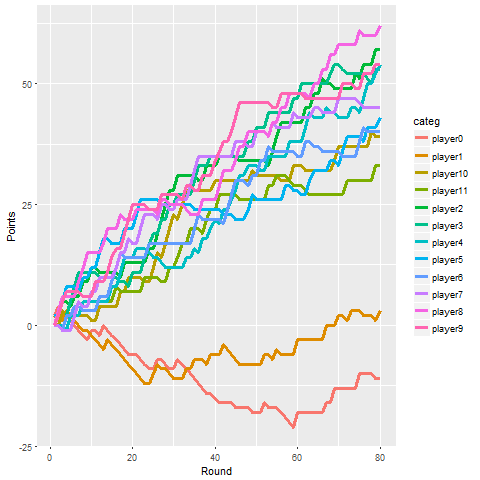 50
25
0
-25
Points
0
20
40
60
80
Round
categ
player0
player1
player10
player11
player2
player3
player4
player5
player6
player7
player8
player9